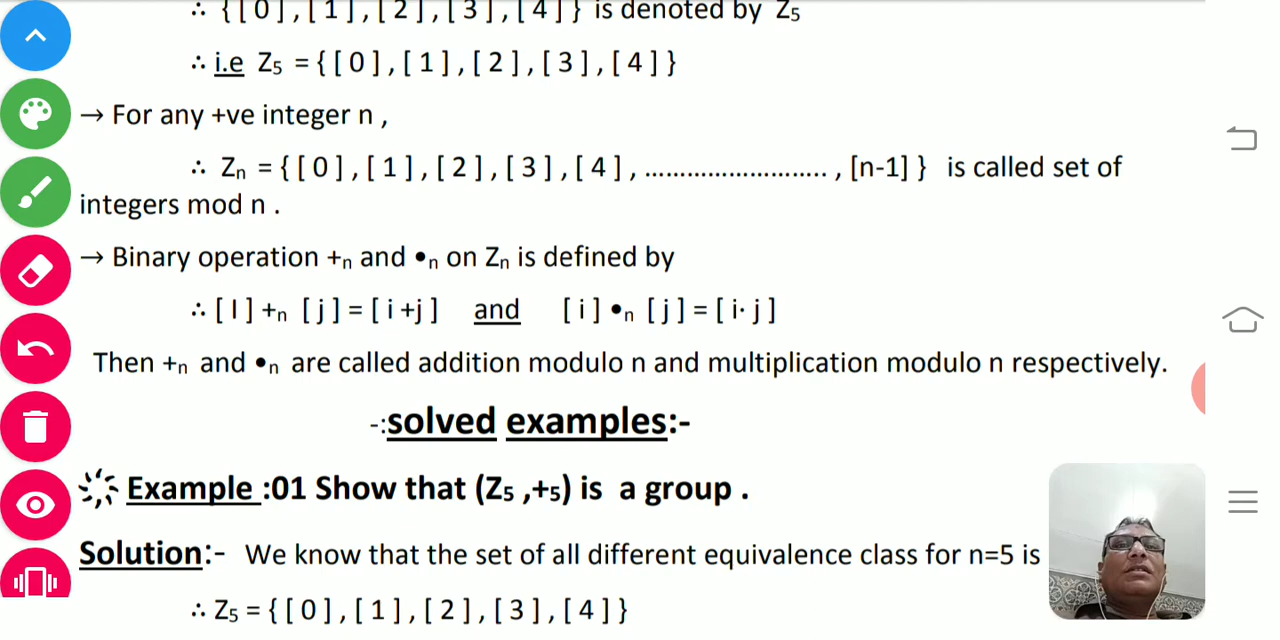 ∴ {[ 0 ] , [ 1 ] , [ 2 ] , [ 3 ] , [ 4 ] } is denoted by Z₅
∴ i.e Z₅ = { [ 0 ] , [ 1 ] , [ 2 ] , [ 3 ] , [ 4 ] }
→ For any +ve integer n ,
∴ Zₙ = { [ 0 ] , [ 1 ] , [ 2 ] , [ 3 ] , [ 4 ] , .......................... , [n-1] } is called set of
integers mod n .
→ Binary operation +ₙ and •ₙ on Zₙ is defined by
∴ [ I ] +ₙ [ j ] = [ i +j ] and [ i ] •ₙ [ j ] = [ i· j ]
Then +ₙ and •ₙ are called addition modulo n and multiplication modulo n respectively.
-:solved examples:-
Example :01 Show that (Z₅ ,+₅) is a group .
Solution:- We know that the set of all different equivalence class for n=5 is
∴ Z₅ = { [ 0 ] , [ 1 ] , [ 2 ] , [ 3 ] , [ 4 ] }